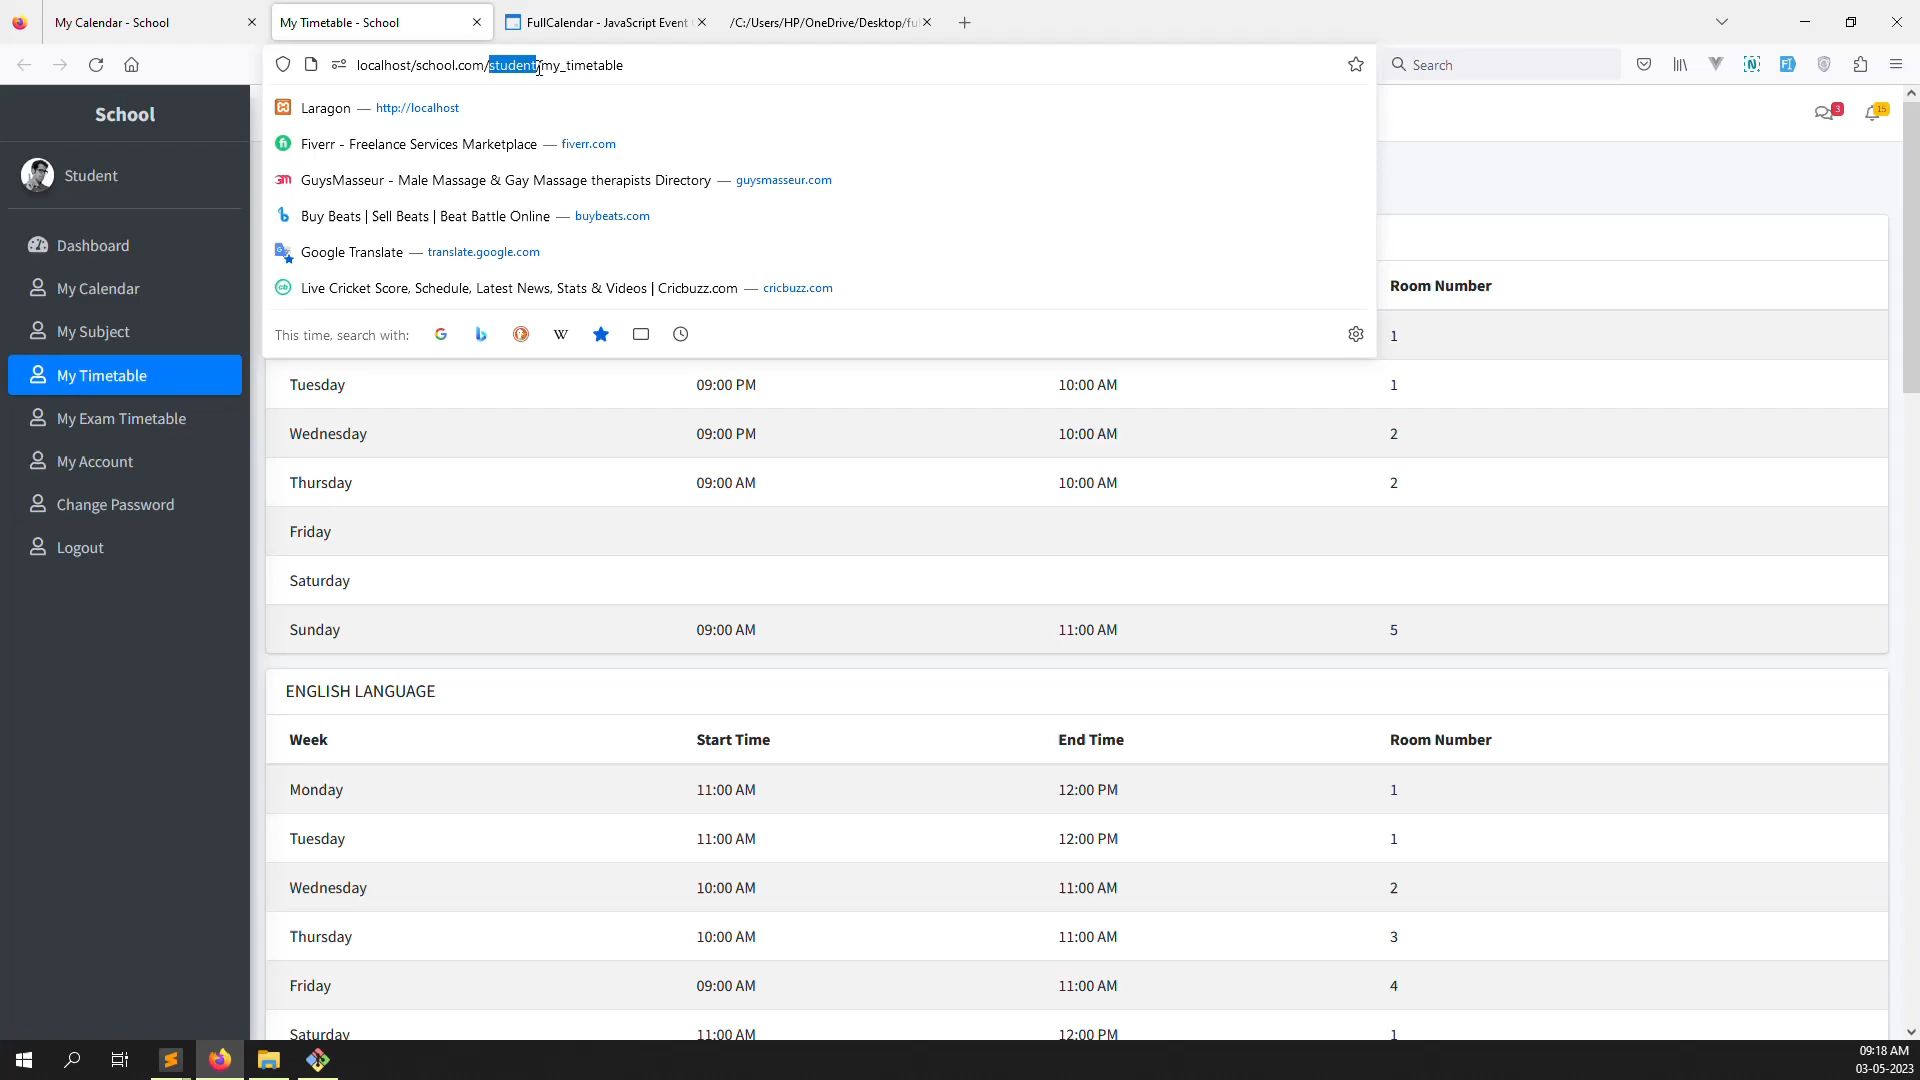 My Calendar - School
My Timetable - School
FullCalendar - JavaScript Event
/C:/Users/HP/OneDrive/Desktop/fu
localhost/school.com/student/my_timetable
Search
School
Laragon — http://localhost
3
15
Fiverr - Freelance Services Marketplace — fiverr.com
Student
GuysMasseur - Male Massage & Gay Massage therapists Directory — guysmasseur.com
Buy Beats | Sell Beats | Beat Battle Online — buybeats.com
Dashboard
Google Translate — translate.google.com
My Calendar
Live Cricket Score, Schedule, Latest News, Stats & Videos | Cricbuzz.com — cricbuzz.com
Room Number
My Subject
This time, search with:
1
My Timetable
Tuesday 09:00 PM 10:00 AM 1
My Exam Timetable
Wednesday 09:00 PM 10:00 AM 2
My Account
Thursday 09:00 AM 10:00 AM 2
Change Password
Friday
Logout
Saturday
Sunday 09:00 AM 11:00 AM 5
ENGLISH LANGUAGE
Week Start Time End Time Room Number
Monday 11:00 AM 12:00 PM 1
Tuesday 11:00 AM 12:00 PM 1
Wednesday 10:00 AM 11:00 AM 2
Thursday 10:00 AM 11:00 AM 3
Friday 09:00 AM 11:00 AM 4
Saturday 11:00 AM 12:00 PM 1
09:18 AM
03-05-2023